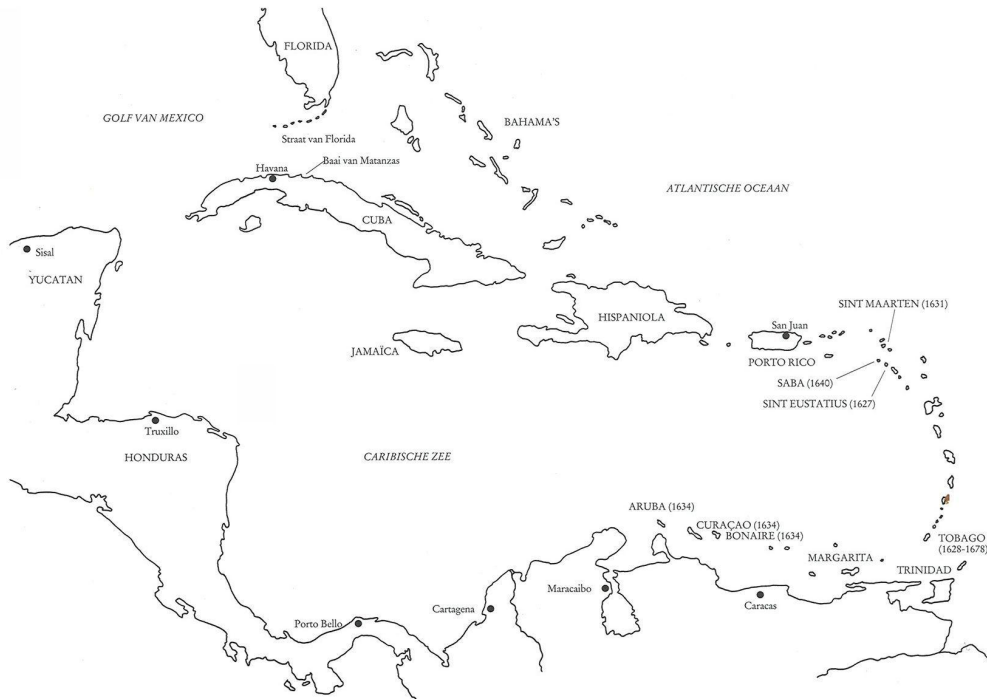 FLORIDA
GOLF VAN MEXICO
BAHAMA'S
Straat van Florida
Baai van Matanzas
Havana
ATLANTISCHE OCEAAN
CUBA
Sisal
YUCATAN
SINT MAARTEN (1631)
HISPANIOLA
San Juan
JAMAÏCA
PORTO RICO
SABA (1640)
SINT EUSTATIUS (1627)
Truxillo
HONDURAS
CARIBISCHE ZEE
ARUBA (1634)
CURAÇAO (1634)
BONAIRE (1634)
TOBAGO
(1628-1678)
MARGARITA
TRINIDAD
Maracaibo
Caracas
Cartagena
Porto Bello